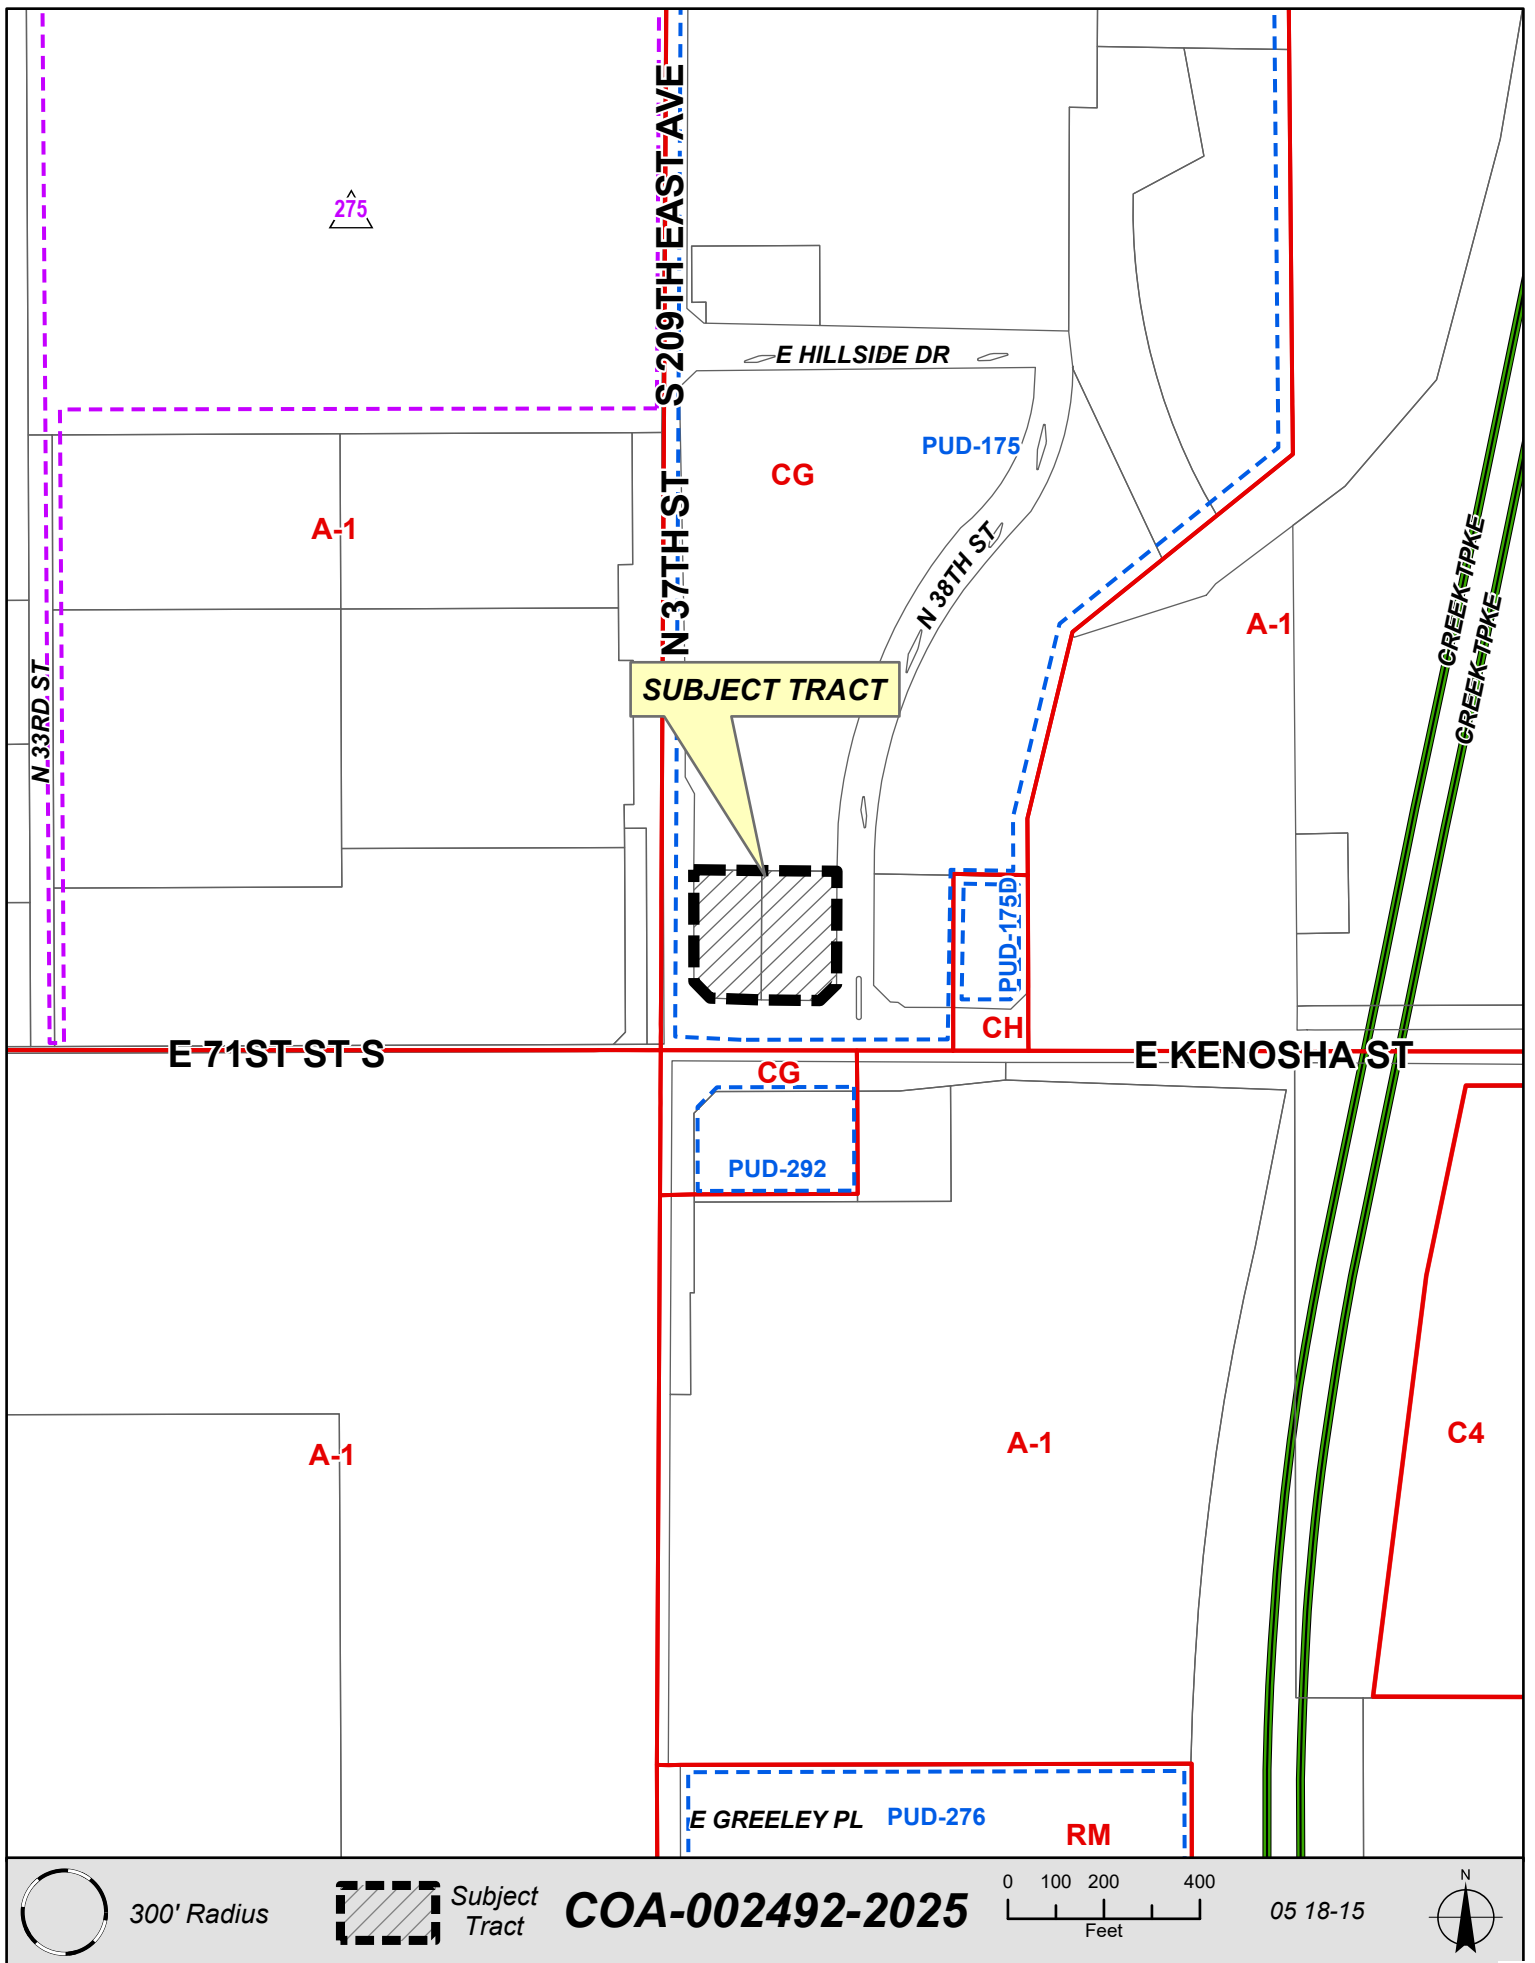 S 209TH EAST AVE
275
E HILLSIDE DR
PUD-175
CG
A-1
N 37TH ST
N 38TH ST
CREEK TPKE
CREEK TPKE
A-1
N 33RD ST
SUBJECT TRACT
PUD-175D
CH
E 71ST ST S
E KENOSHA ST
CG
PUD-292
A-1
A-1
C4
E GREELEY PL
PUD-276
RM
300' Radius
Subject
Tract
COA-002492-2025
0 100 200 400
Feet
05 18-15
N